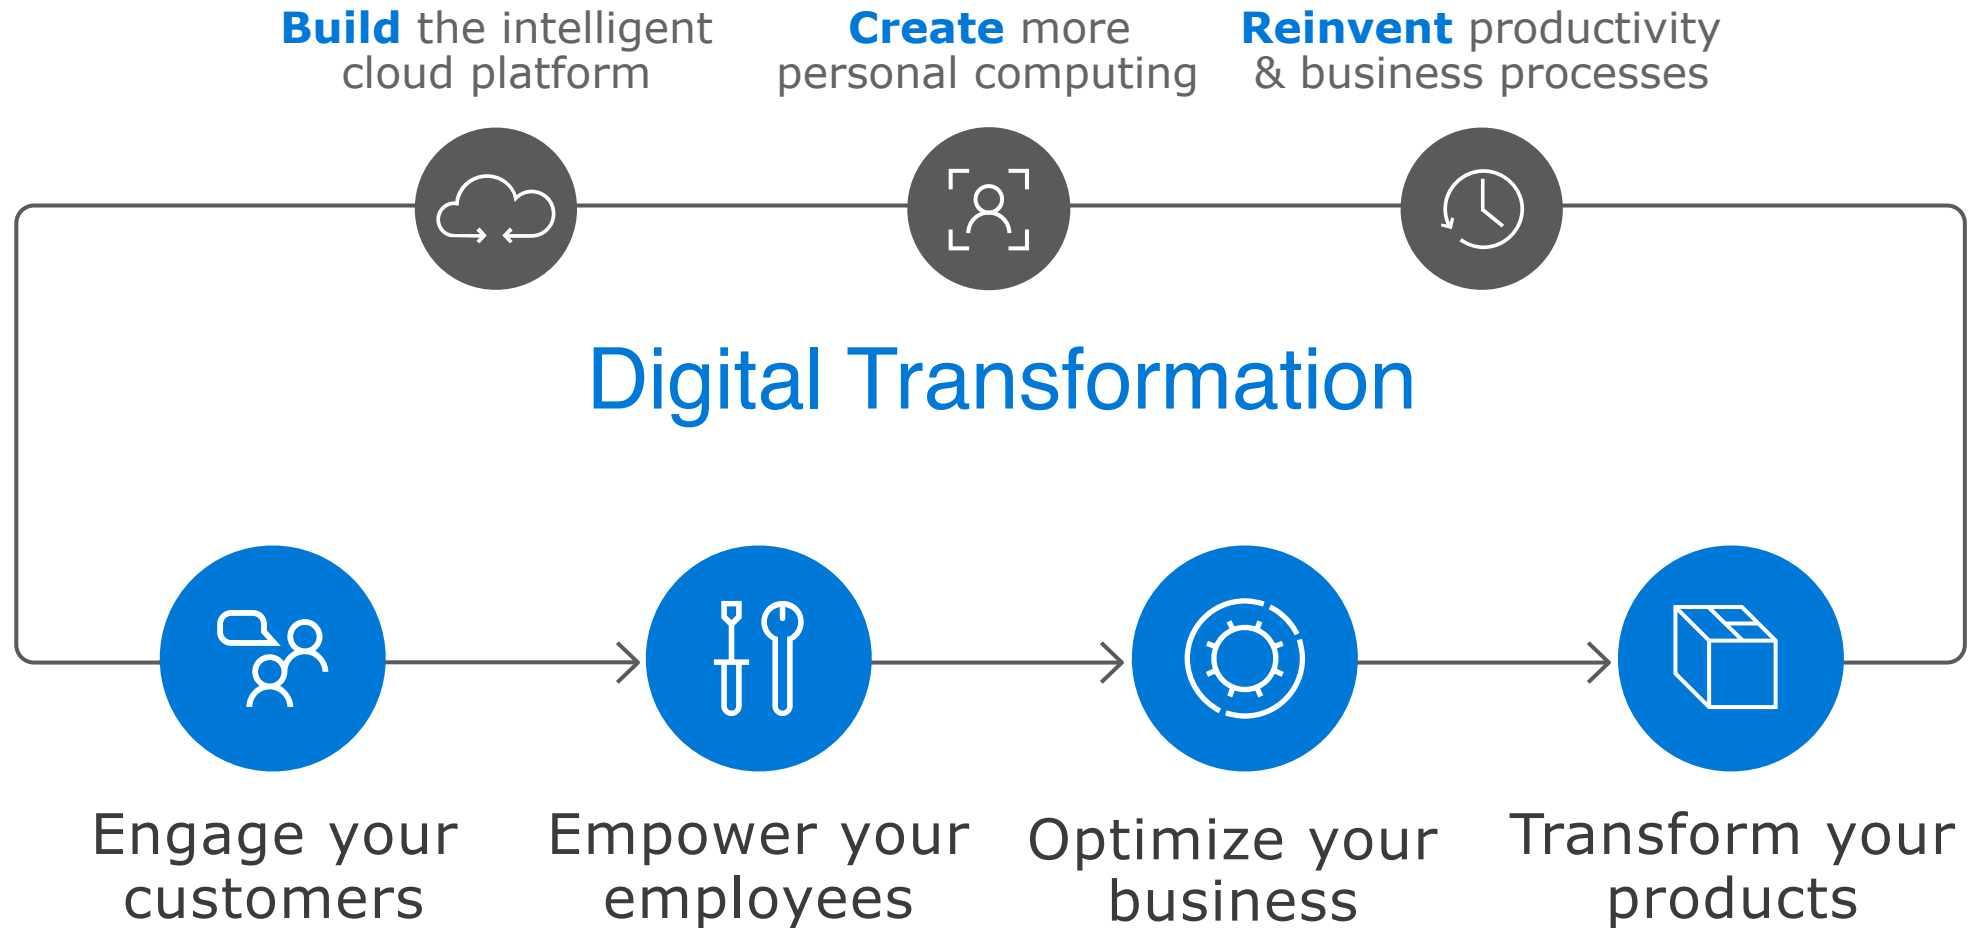 Build the intelligent
cloud platform
Create more
personal computing
Reinvent productivity
& business processes
Digital Transformation
Engage your
customers
Empower your
employees
Optimize your
business
Transform your
products